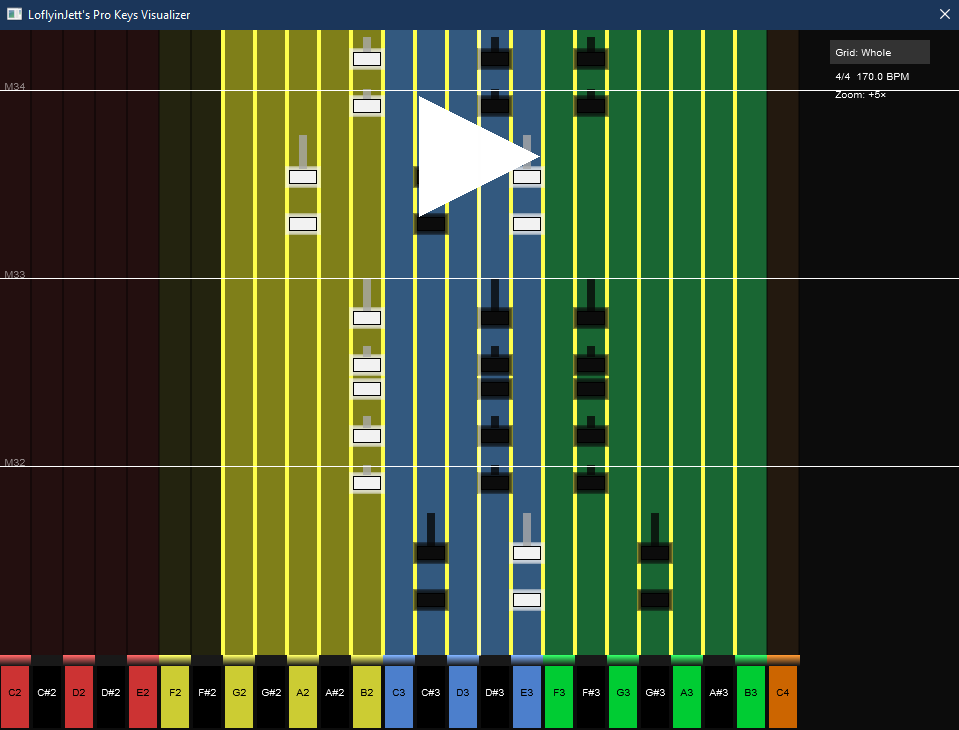 LoflyinJett's Pro Keys Visualizer
Grid: Whole
4/4 170.0 BPM
Zoom: +5×
M34
M33
M32
C2 C#2 D2 D#2 E2 F2 F#2 G2 G#2 A2 A#2 B2 C3 C#3 D3 D#3 E3 F3 F#3 G3 G#3 A3 A#3 B3 C4